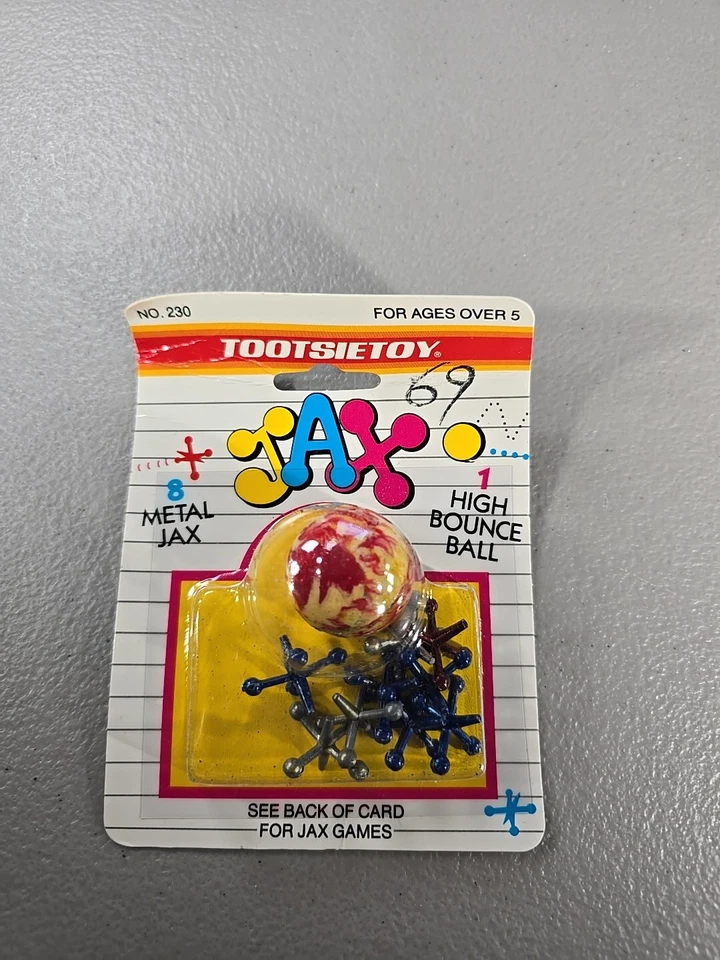 NO. 230
FOR AGES OVER 5
TOOTSIETOY®
69
JAX
8
METAL
JAX
1
HIGH
BOUNCE
BALL
SEE BACK OF CARD
FOR JAX GAMES